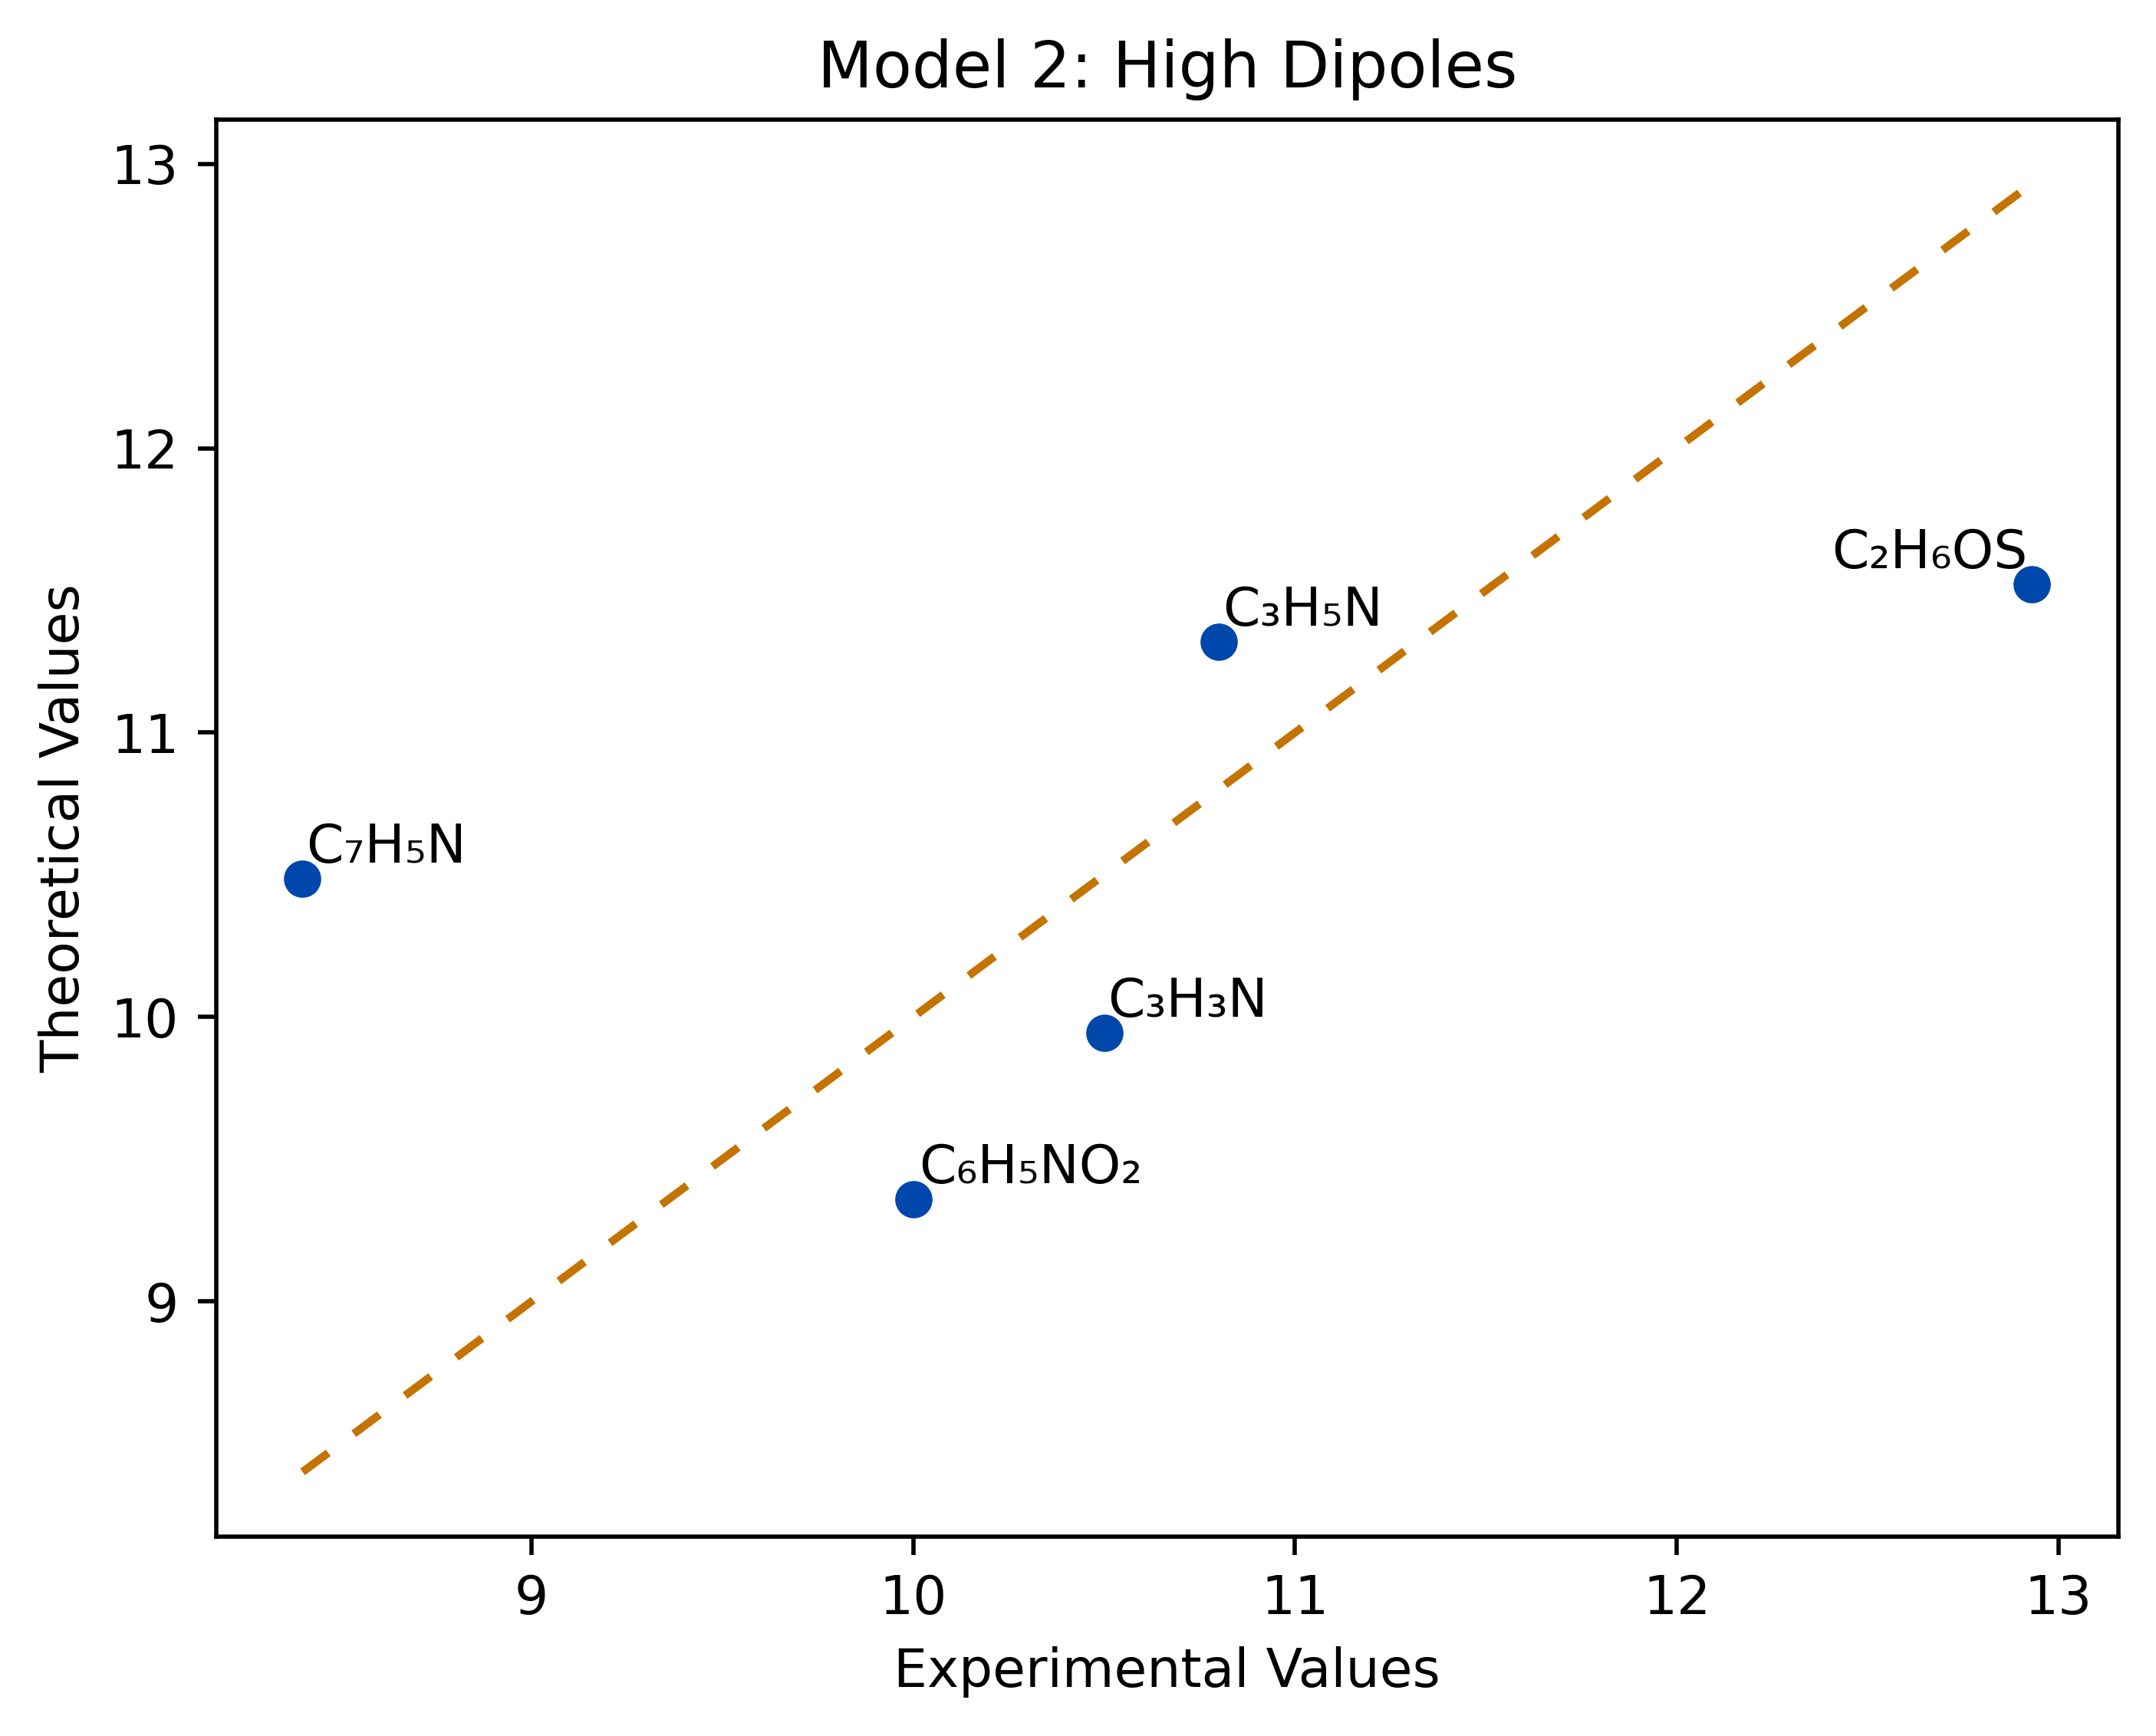 Model 2: High Dipoles
13
12
11
10
9
Theoretical Values
C₂H₆OS
C₃H₅N
C₇H₅N
C₃H₃N
C₆H₅NO₂
9
10
11
12
13
Experimental Values